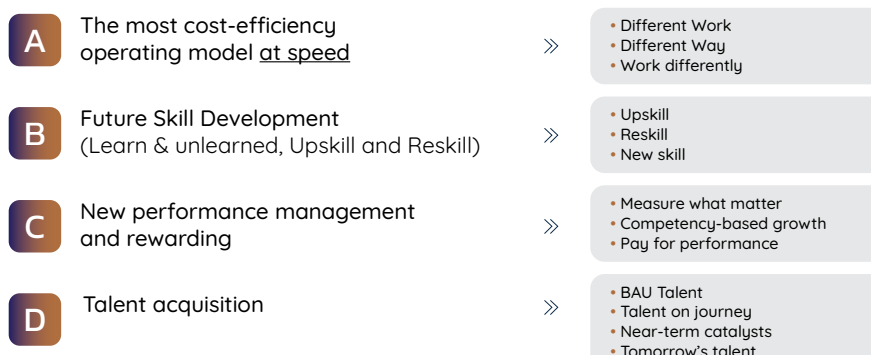 A
The most cost-efficiency
operating model at speed
»
• Different Work
• Different Way
• Work differently
B
Future Skill Development
(Learn & unlearned, Upskill and Reskill)
»
• Upskill
• Reskill
• New skill
C
New performance management
and rewarding
»
• Measure what matter
• Competency-based growth
• Pay for performance
D
Talent acquisition
»
• BAU Talent
• Talent on journey
• Near-term catalysts
• Tomorrow's talent